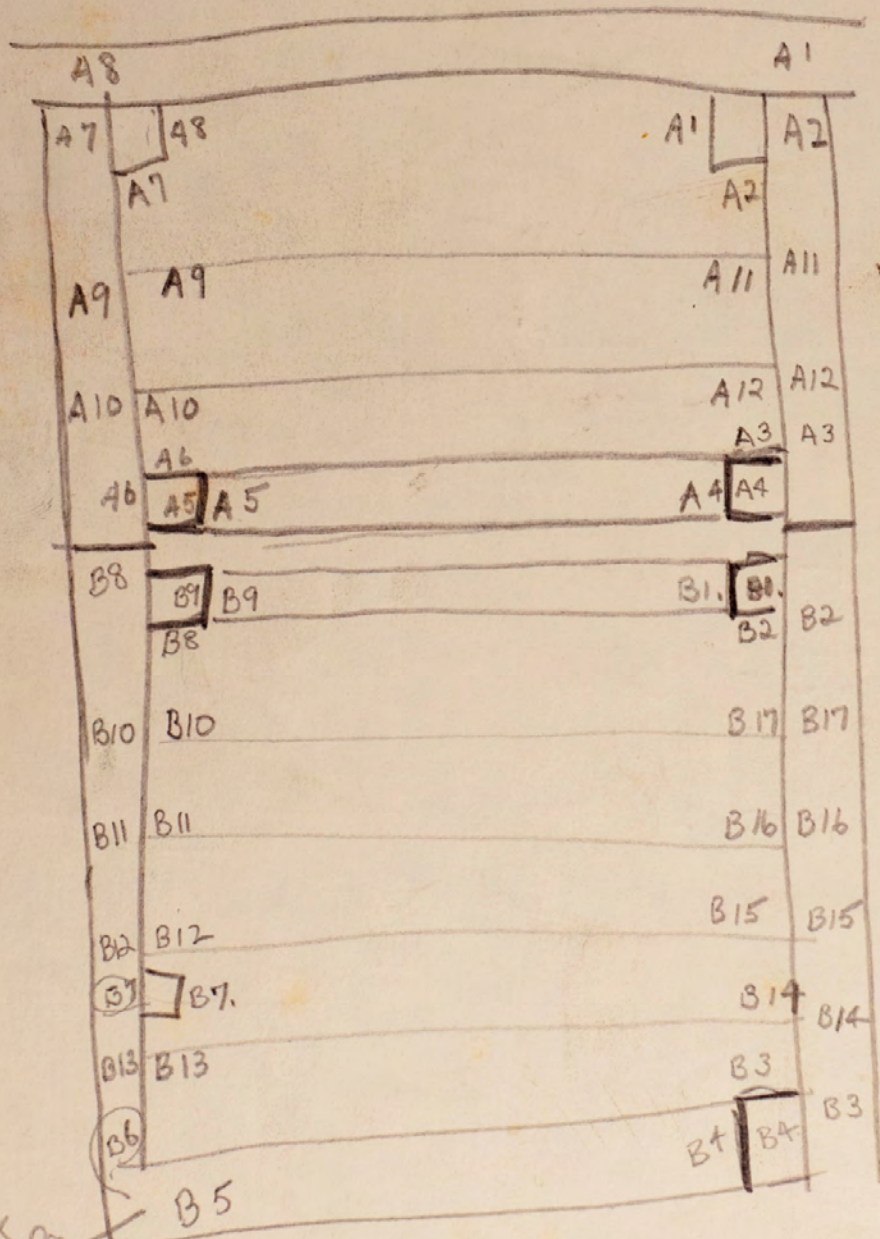 A8 A1
A7 A8 A1 A2
A7 A2
A9 A9 A11 A11
A10 A10 A12 A12
A6 A3 A3
A6 A5 A5 A4 A4
B8 B9 B9 B1. B1.
B8 B2 B2
B10 B10 B17 B17
B11 B11 B16 B16
B12 B12 B15 B15
B7 B7. B14 B14
B13 B13 B3
B6 B4 B4 B3
B5